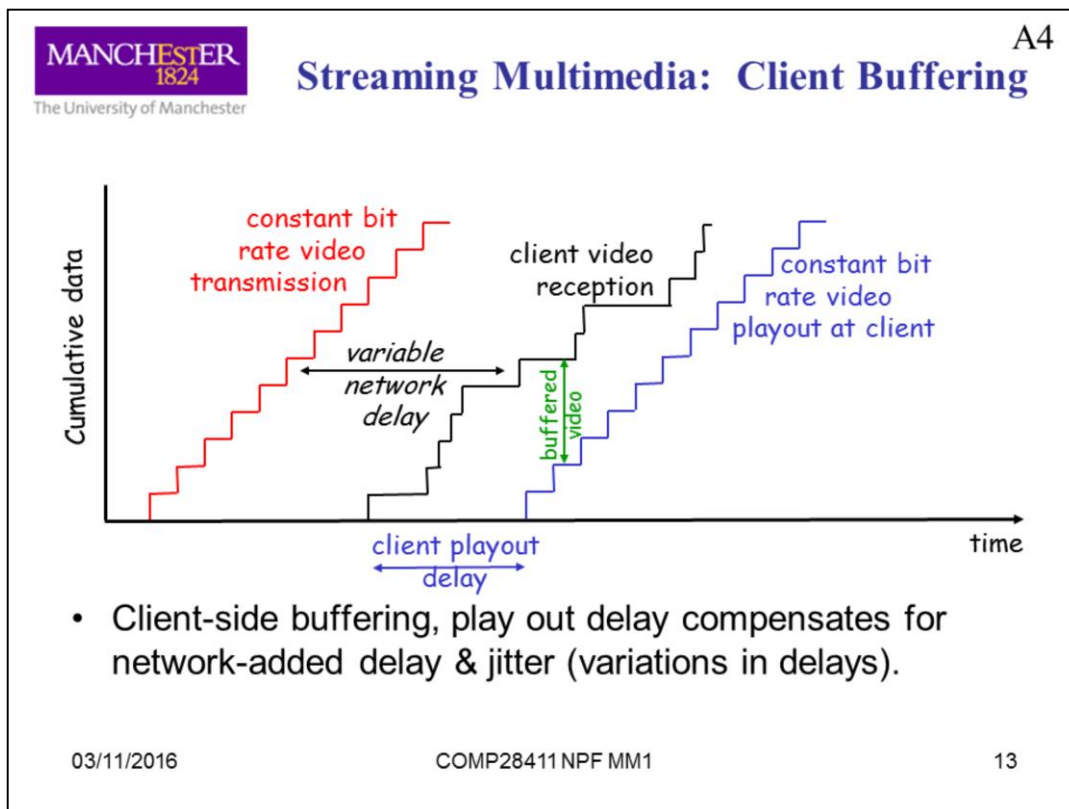 A4
MANCHESTER
1824
The University of Manchester
Streaming Multimedia: Client Buffering
Cumulative data
constant bit
rate video
transmission
variable
network
delay
client video
reception
buffered
video
constant bit
rate video
playout at client
time
client playout
delay
• Client-side buffering, play out delay compensates for
network-added delay & jitter (variations in delays).
03/11/2016
COMP28411 NPF MM1
13